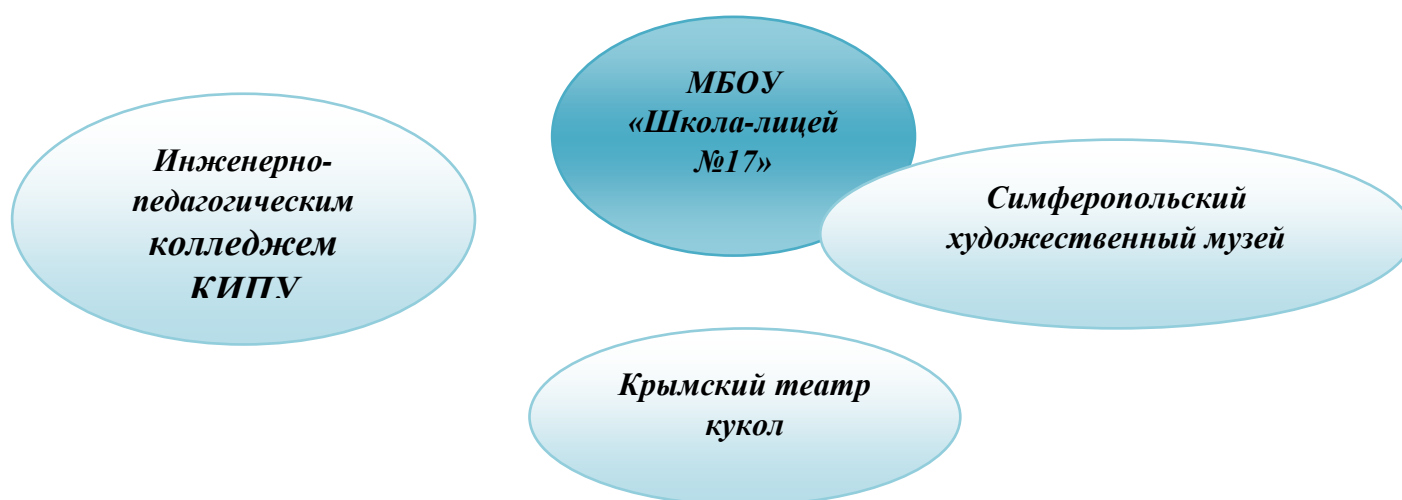 МБОУ
«Школа-лицей
№17»
Инженерно-
педагогическим
колледжем
КИПУ
Симферопольский
художественный музей
Крымский театр
кукол